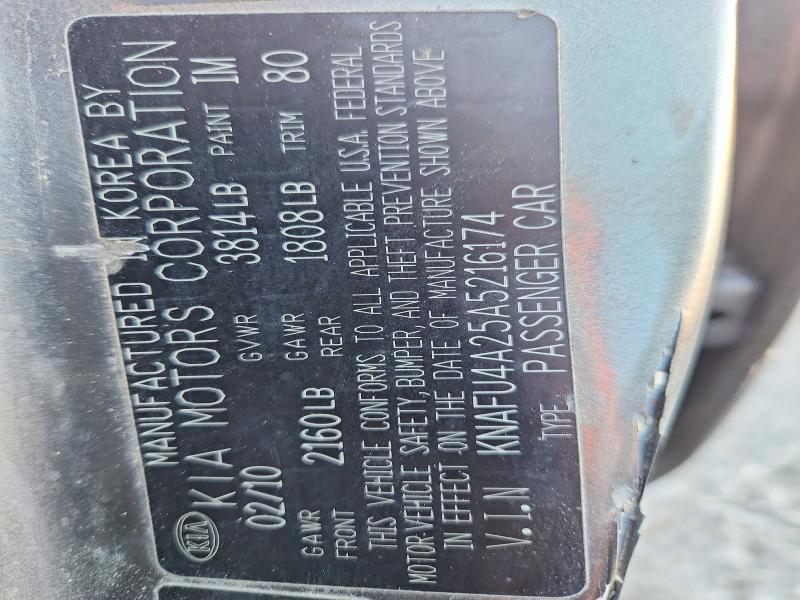 MANUFACTURED IN KOREA BY
KIA KIA MOTORS CORPORATION
02/10 GVWR 3814LB PAINT IM
GAWR FRONT 2160LB GAWR REAR 1808LB TRIM 80
THIS VEHICLE CONFORMS TO ALL APPLICABLE U.S.A. FEDERAL
MOTOR VEHICLE SAFETY, BUMPER AND THEFT PREVENTION STANDARDS
IN EFFECT ON THE DATE OF MANUFACTURE SHOWN ABOVE
V.I.N KNAFU4A25A5216174
TYPE PASSENGER CAR